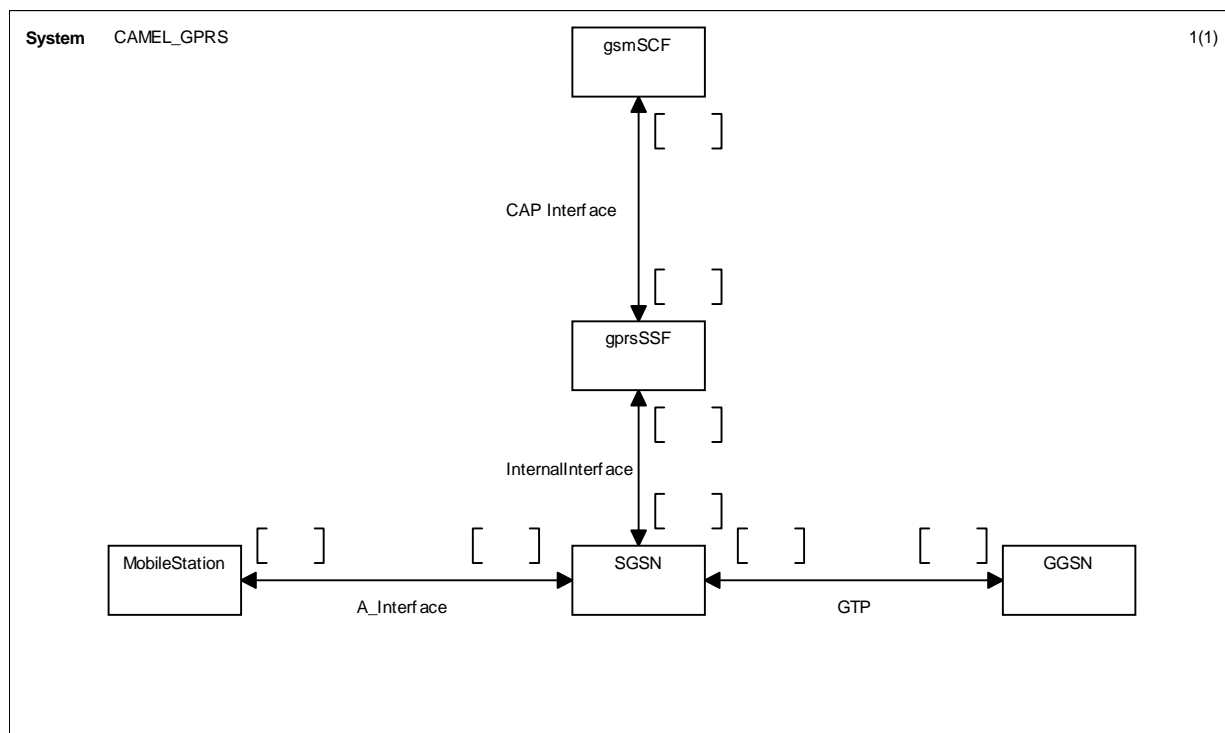 System CAMEL_GPRS 1(1)
gsmSCF
CAP Interface
gprsSSF
InternalInterface
MobileStation
SGSN
GGSN
A_Interface
GTP